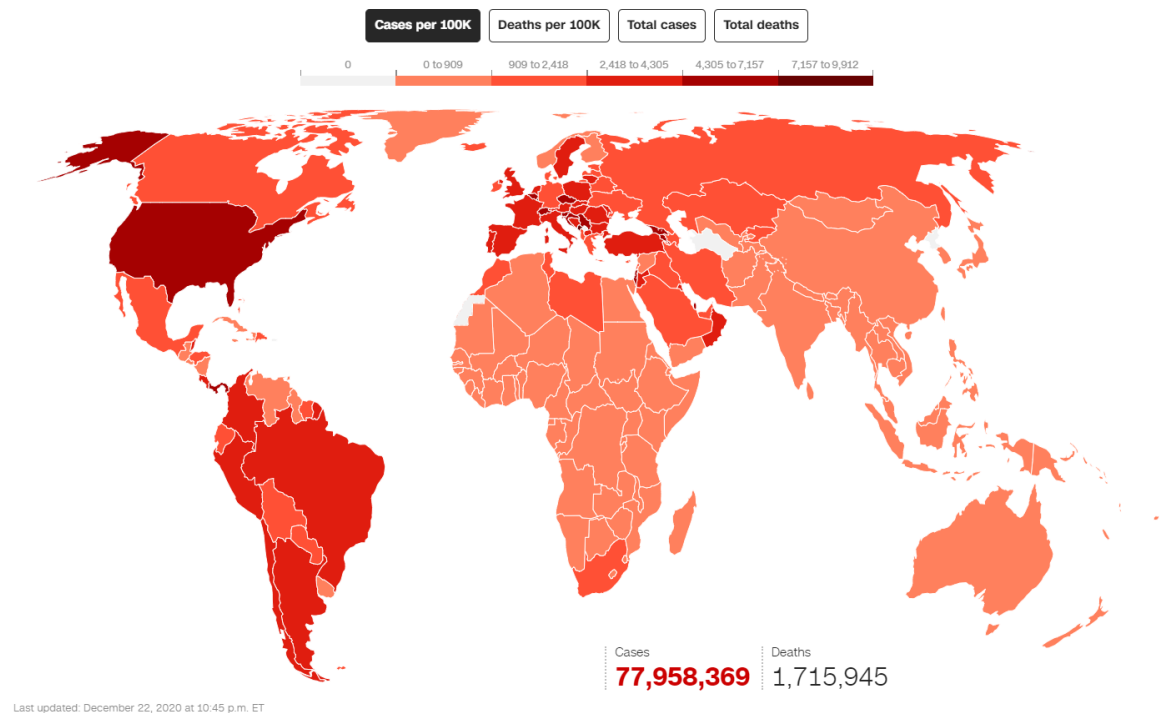 Cases per 100K Deaths per 100K Total cases Total deaths
0 0 to 909 909 to 2,418 2,418 to 4,305 4,305 to 7,157 7,157 to 9,912
Cases Deaths
77,958,369 1,715,945
Last updated: December 22, 2020 at 10:45 p.m. ET